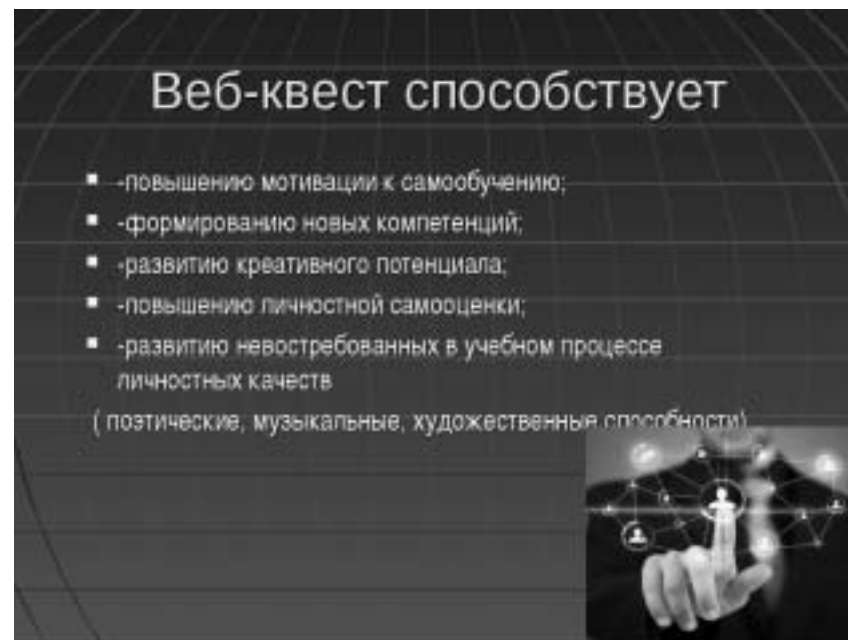 Веб-квест способствует
-повышению мотивации к самообучению;
-формированию новых компетенций;
-развитию креативного потенциала;
-повышению личностной самооценки;
-развитию невостребованных в учебном процессе
личностных качеств
( поэтические, музыкальные, художественные способности)